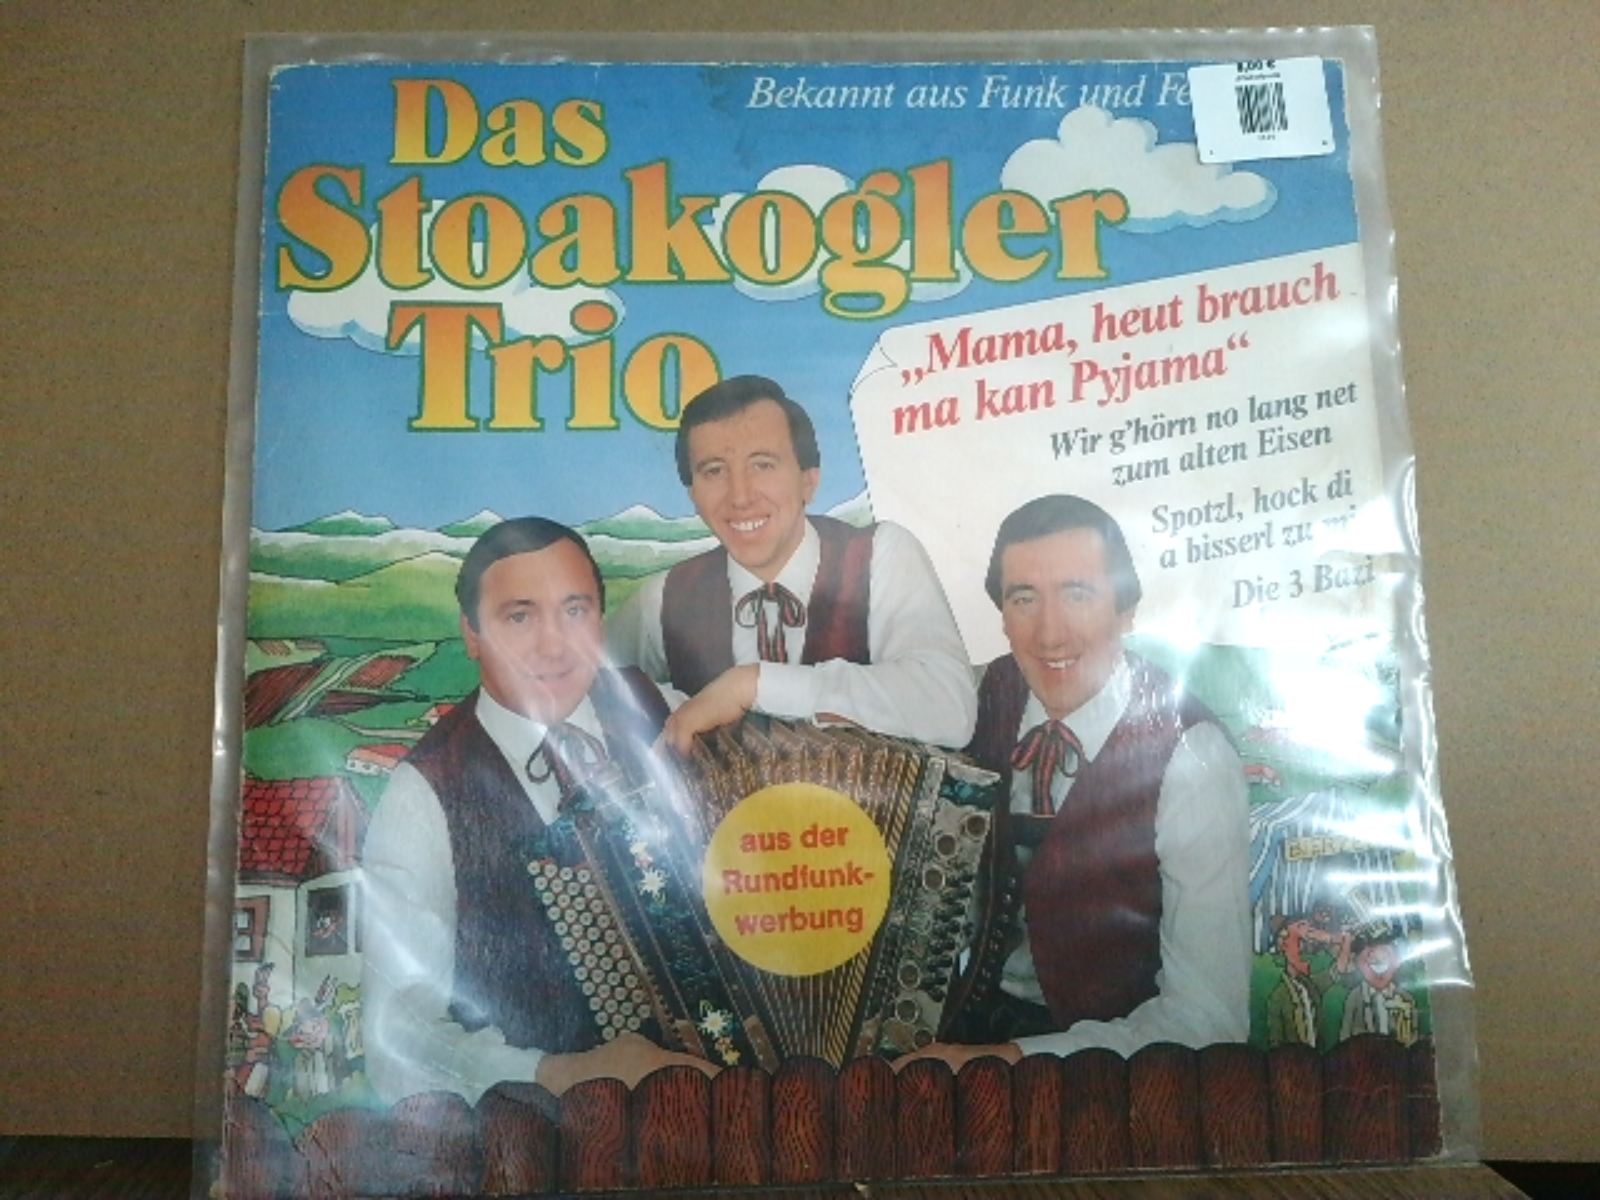 Das
Stoakogler
Trio
Bekannt aus Funk und Fe
„Mama, heut brauch
ma kan Pyjama“
Wir g'hörn no lang net
zum alten Eisen
Spotzl, hock di
a bisserl zu mi
Die 3 Bazi
aus der
Rundfunk-
werbung